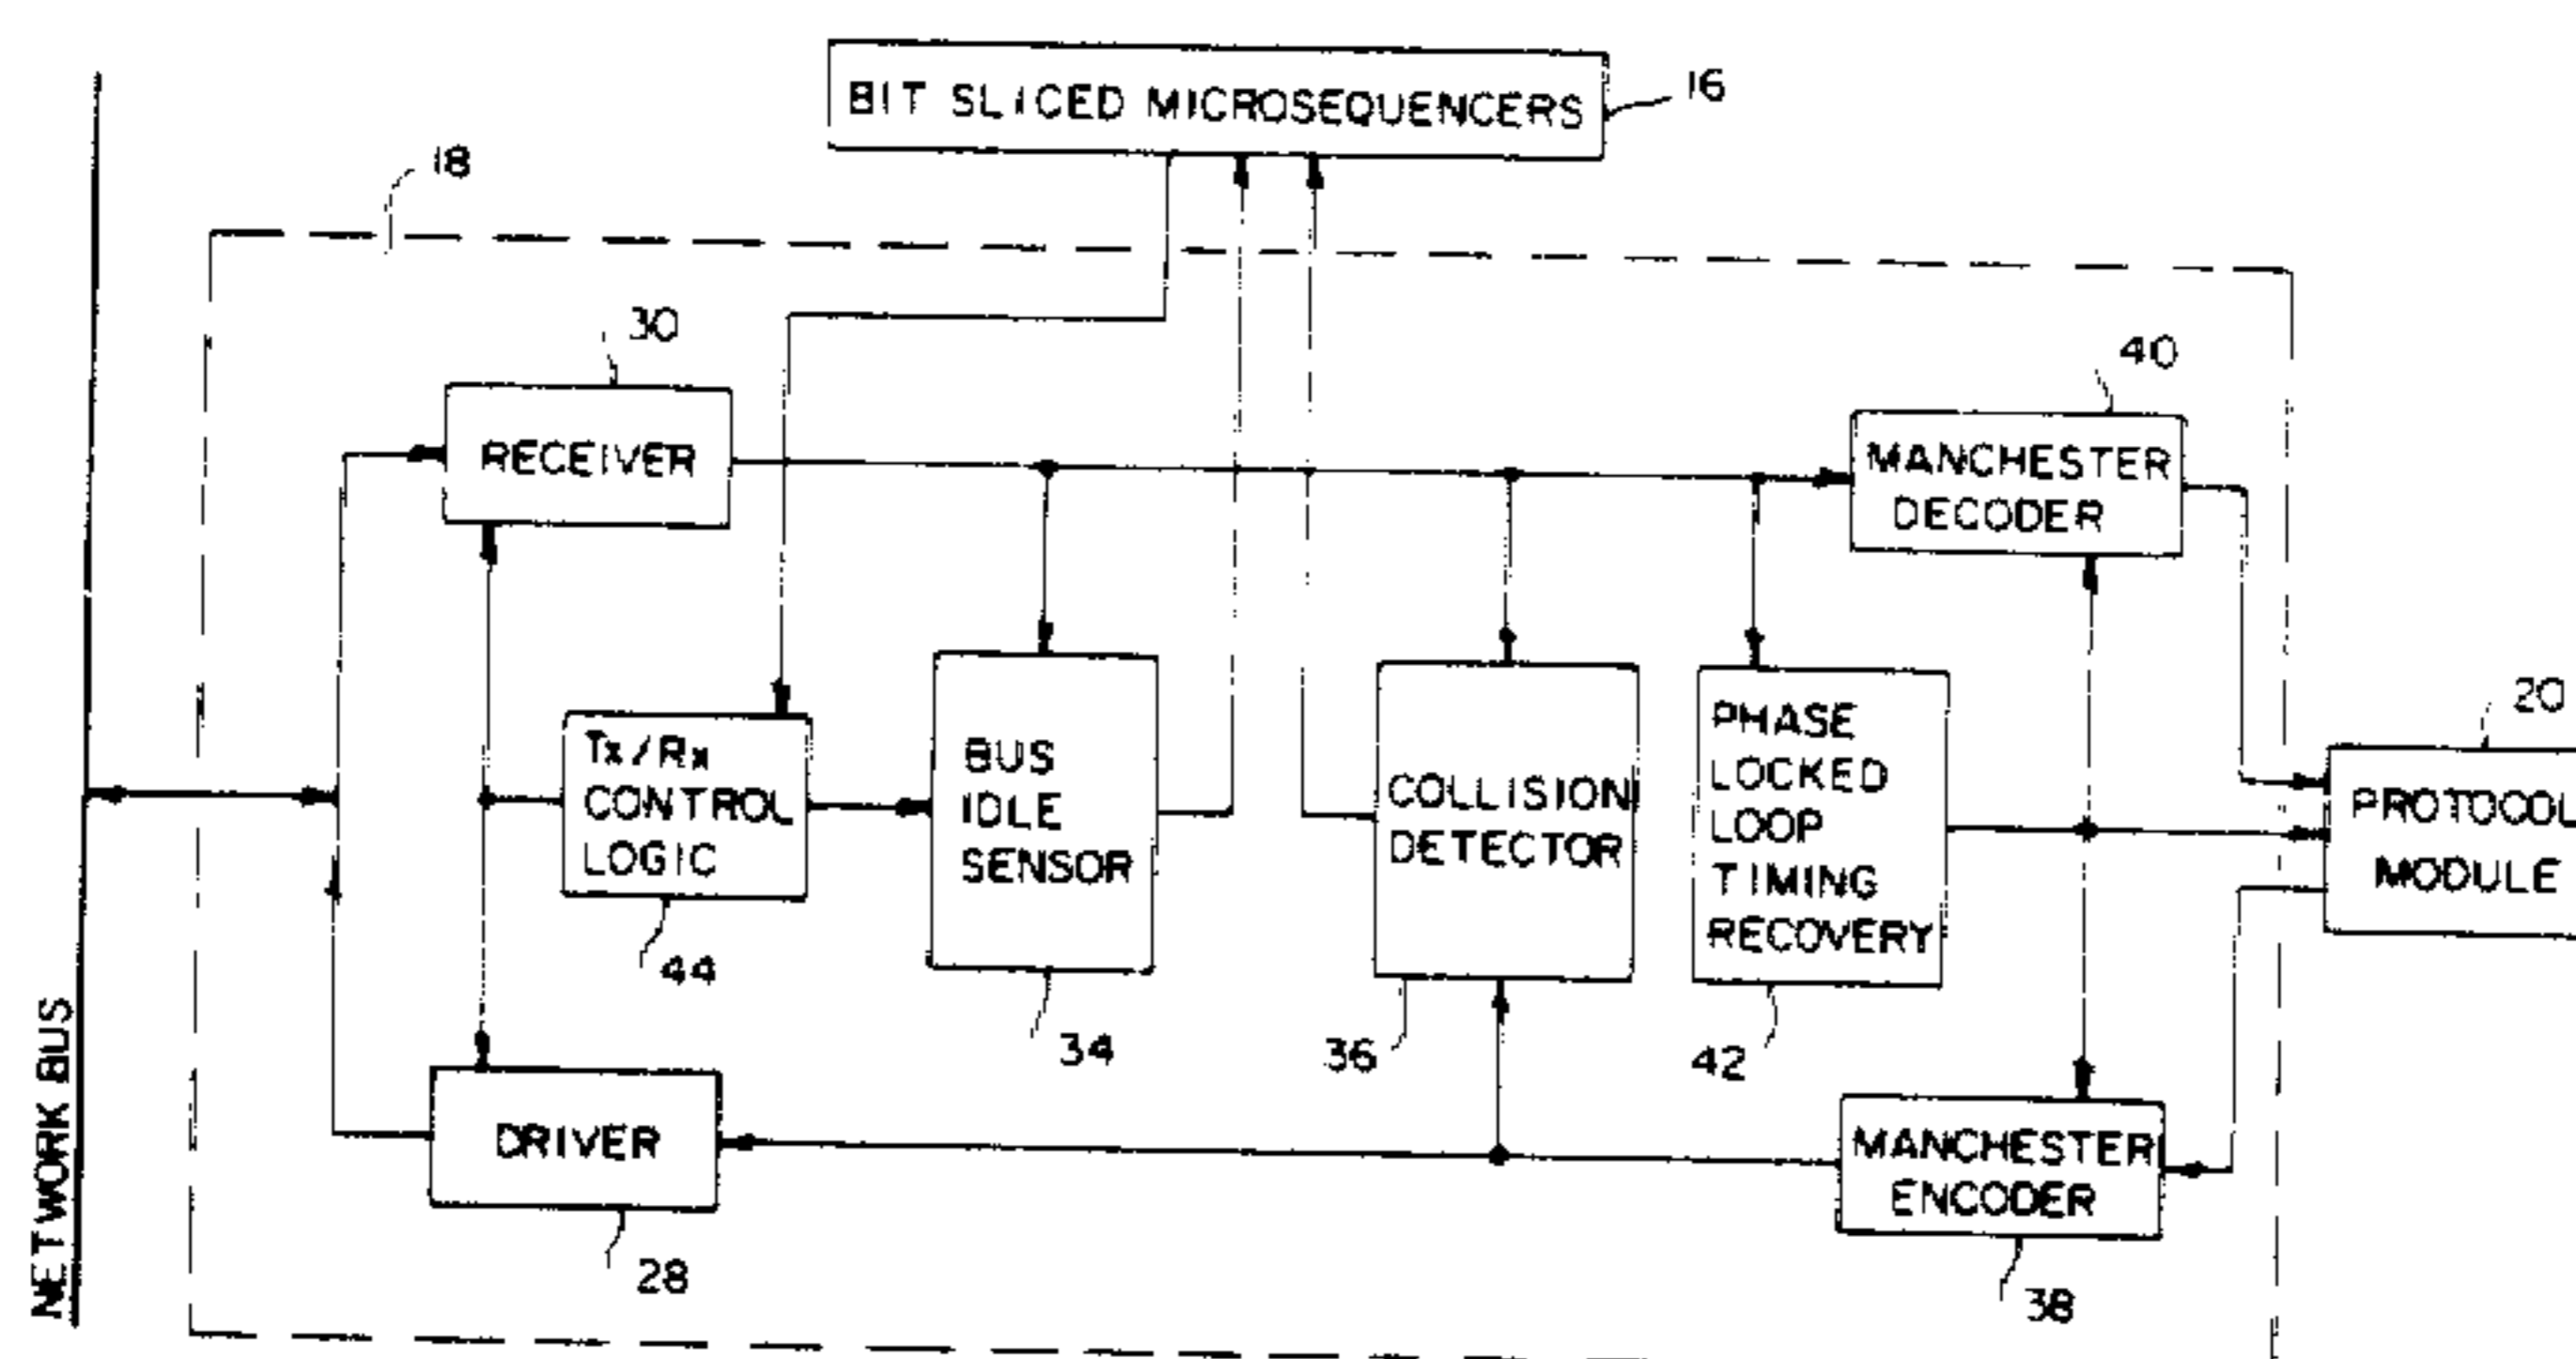 BIT SLICED MICROSEQUENCERS
16
18
30
40
RECEIVER
MANCHESTER
DECODER
20
Tx/Rx
CONTROL
LOGIC
44
BUS
IDLE
SENSOR
34
COLLISION
DETECTOR
36
PHASE
LOCKED
LOOP
TIMING
RECOVERY
42
PROTOCOL
MODULE
NETWORK BUS
DRIVER
28
MANCHESTER
ENCODER
38